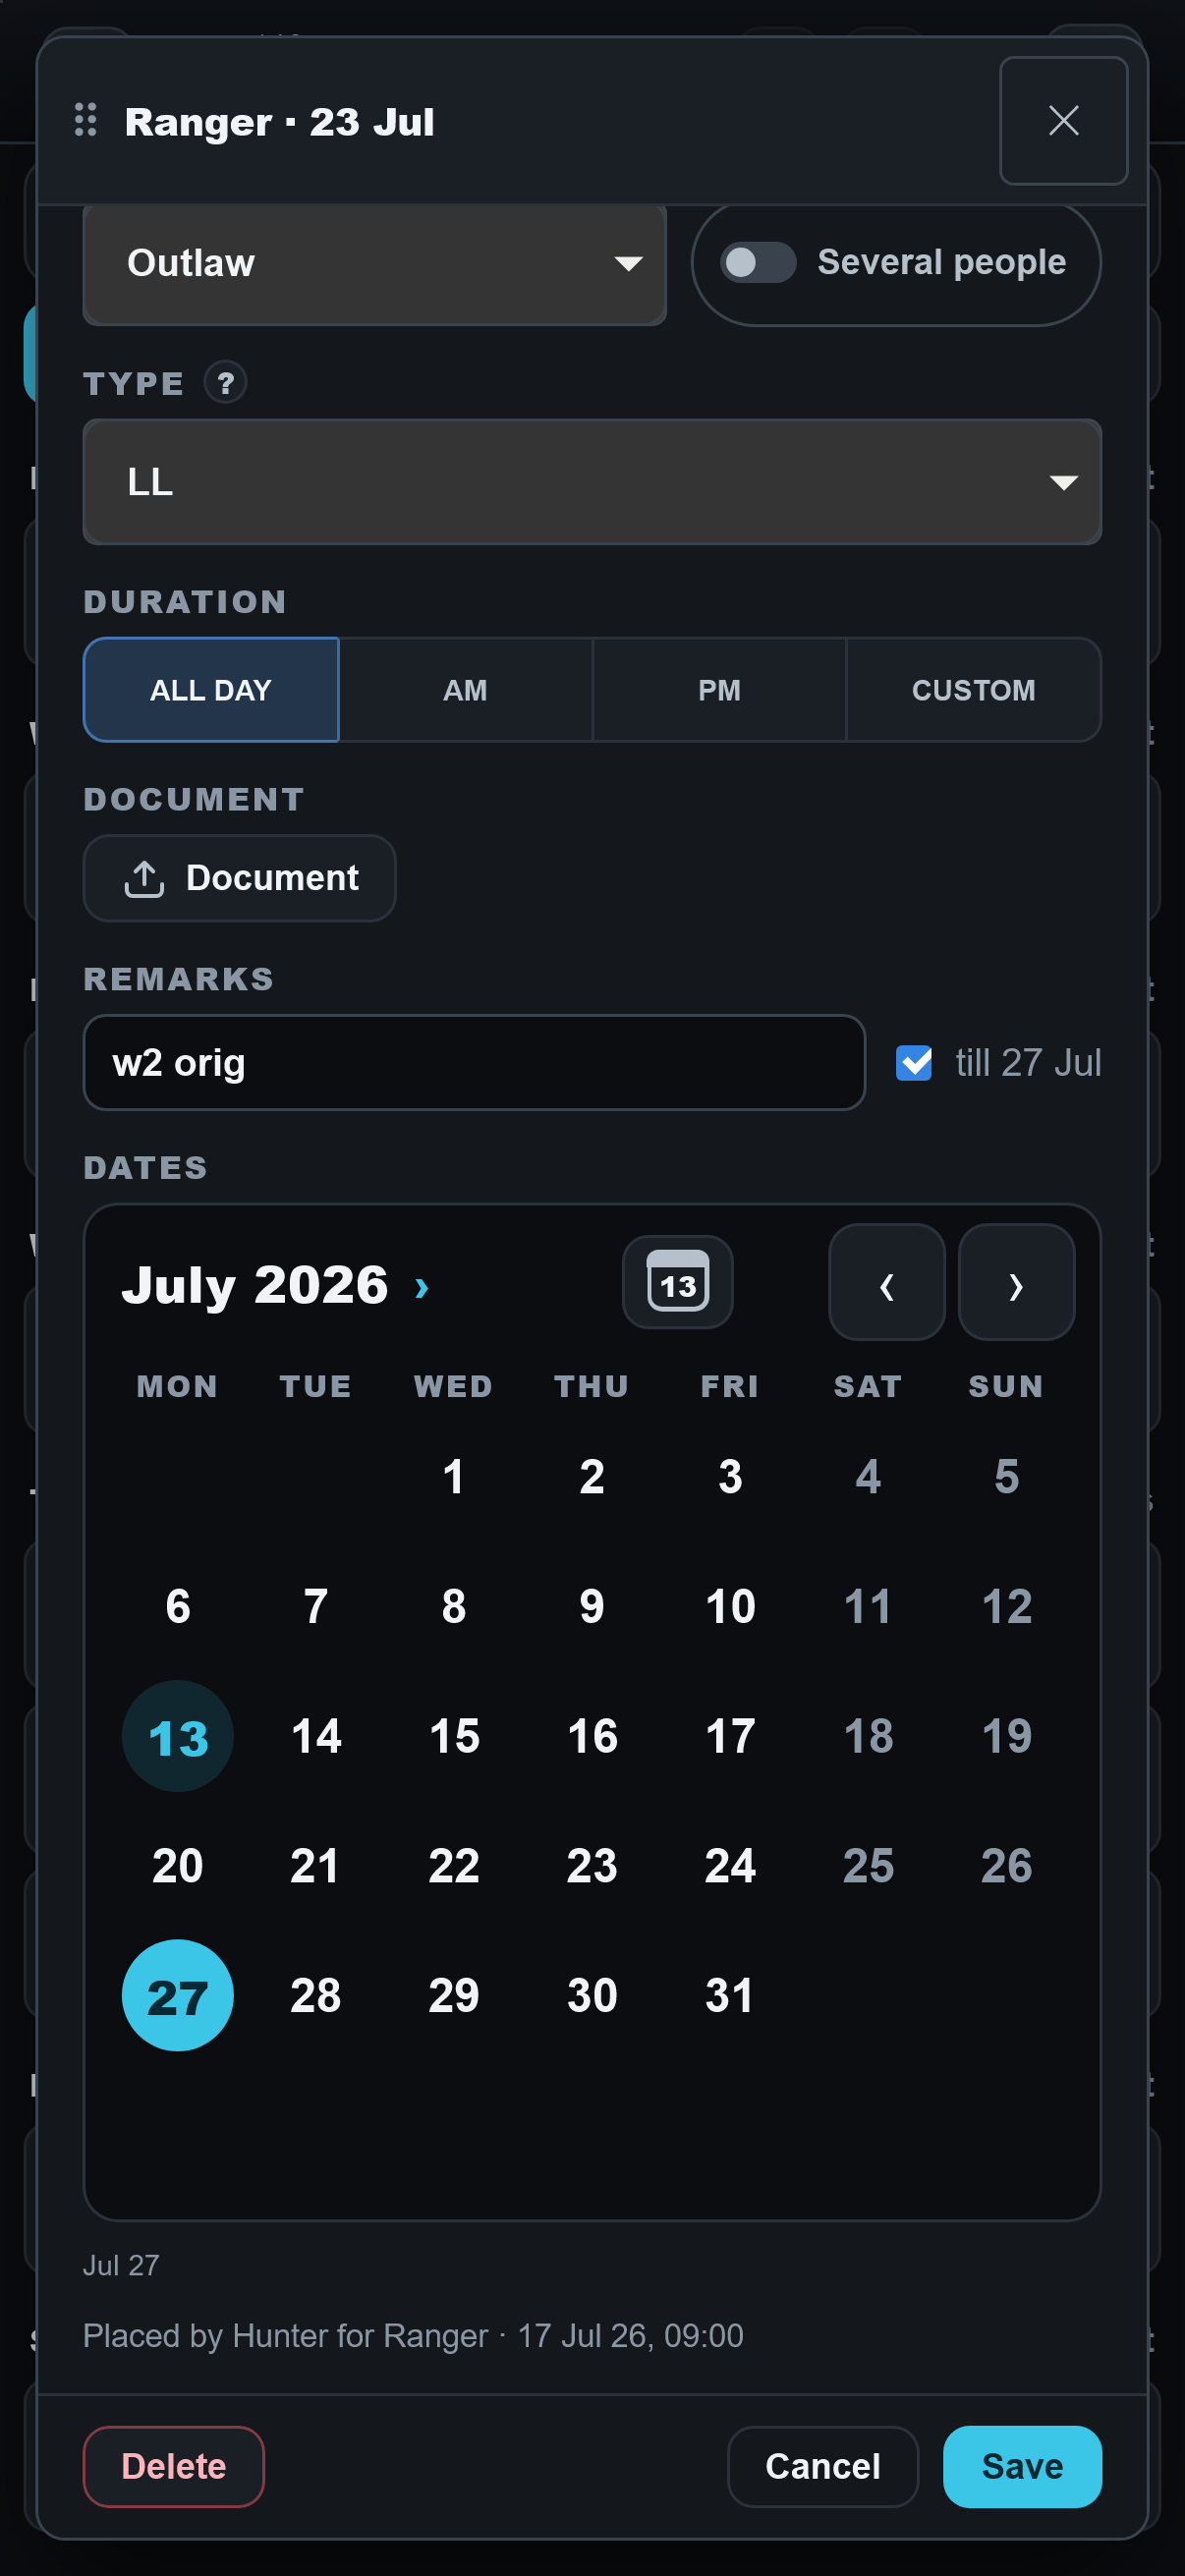 Ranger · 23 Jul
Outlaw
Several people
TYPE ?
LL
DURATION
ALL DAY AM PM CUSTOM
DOCUMENT
Document
REMARKS
w2 orig
till 27 Jul
DATES
July 2026 ›
13
‹ ›
MON TUE WED THU FRI SAT SUN
1 2 3 4 5
6 7 8 9 10 11 12
13 14 15 16 17 18 19
20 21 22 23 24 25 26
27 28 29 30 31
Jul 27
Placed by Hunter for Ranger · 17 Jul 26, 09:00
Delete Cancel Save